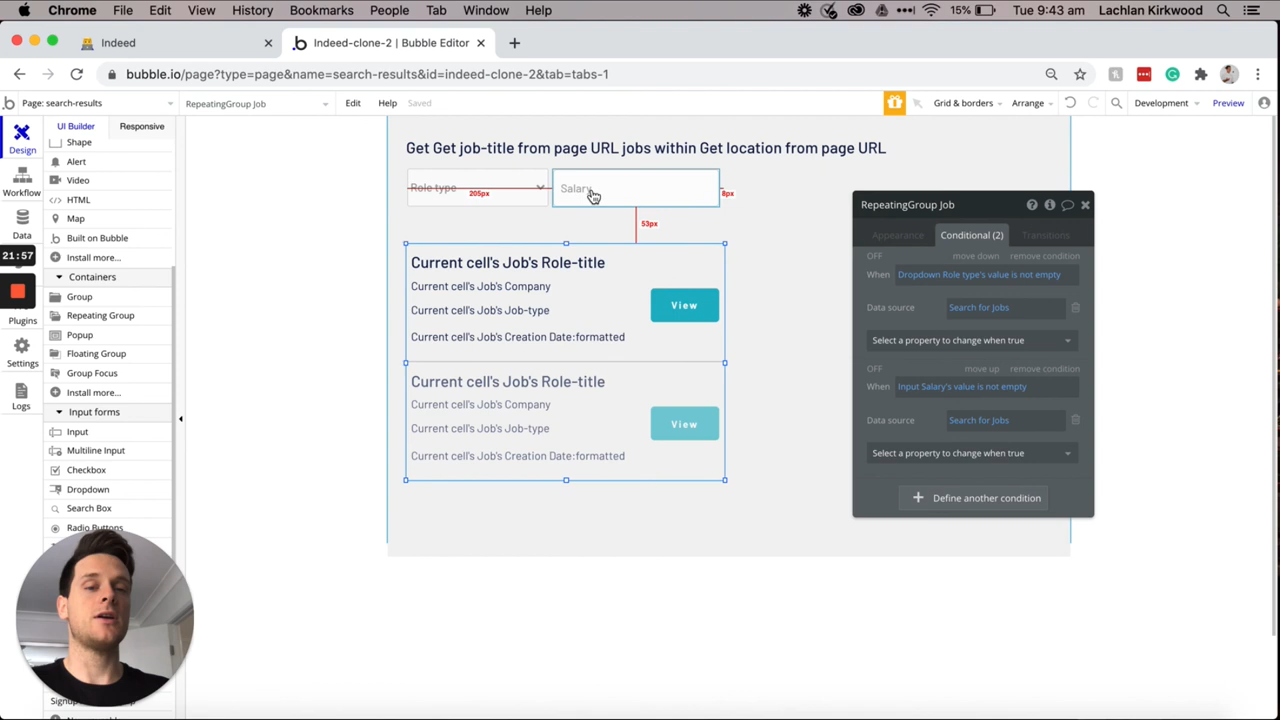 Chrome File Edit View History Bookmarks People Tab Window Help 15% Tue 9:43 am Lachlan Kirkwood
Indeed
Indeed-clone-2 | Bubble Editor
bubble.io/page?type=page&name=search-results&id=indeed-clone-2&tab=tabs-1
Page: search-results RepeatingGroup Job Edit Help Saved Grid & borders Arrange Development Preview
Design
Workflow
Data
21:57
Plugins
Settings
Logs
UI Builder Responsive
Shape
Alert
Video
HTML
Map
Built on Bubble
Install more...
Containers
Group
Repeating Group
Popup
Floating Group
Group Focus
Install more...
Input forms
Input
Multiline Input
Checkbox
Dropdown
Search Box
Radio Buttons
Get Get job-title from page URL jobs within Get location from page URL
Role type
205px
Salary
8px
53px
Current cell's Job's Role-title
Current cell's Job's Company
Current cell's Job's Job-type
Current cell's Job's Creation Date:formatted
View
Current cell's Job's Role-title
Current cell's Job's Company
Current cell's Job's Job-type
Current cell's Job's Creation Date:formatted
View
RepeatingGroup Job
Appearance Conditional (2) Transitions
OFF move down remove condition
When Dropdown Role type's value is not empty
Data source Search for Jobs
Select a property to change when true
OFF move up remove condition
When Input Salary's value is not empty
Data source Search for Jobs
Select a property to change when true
Define another condition